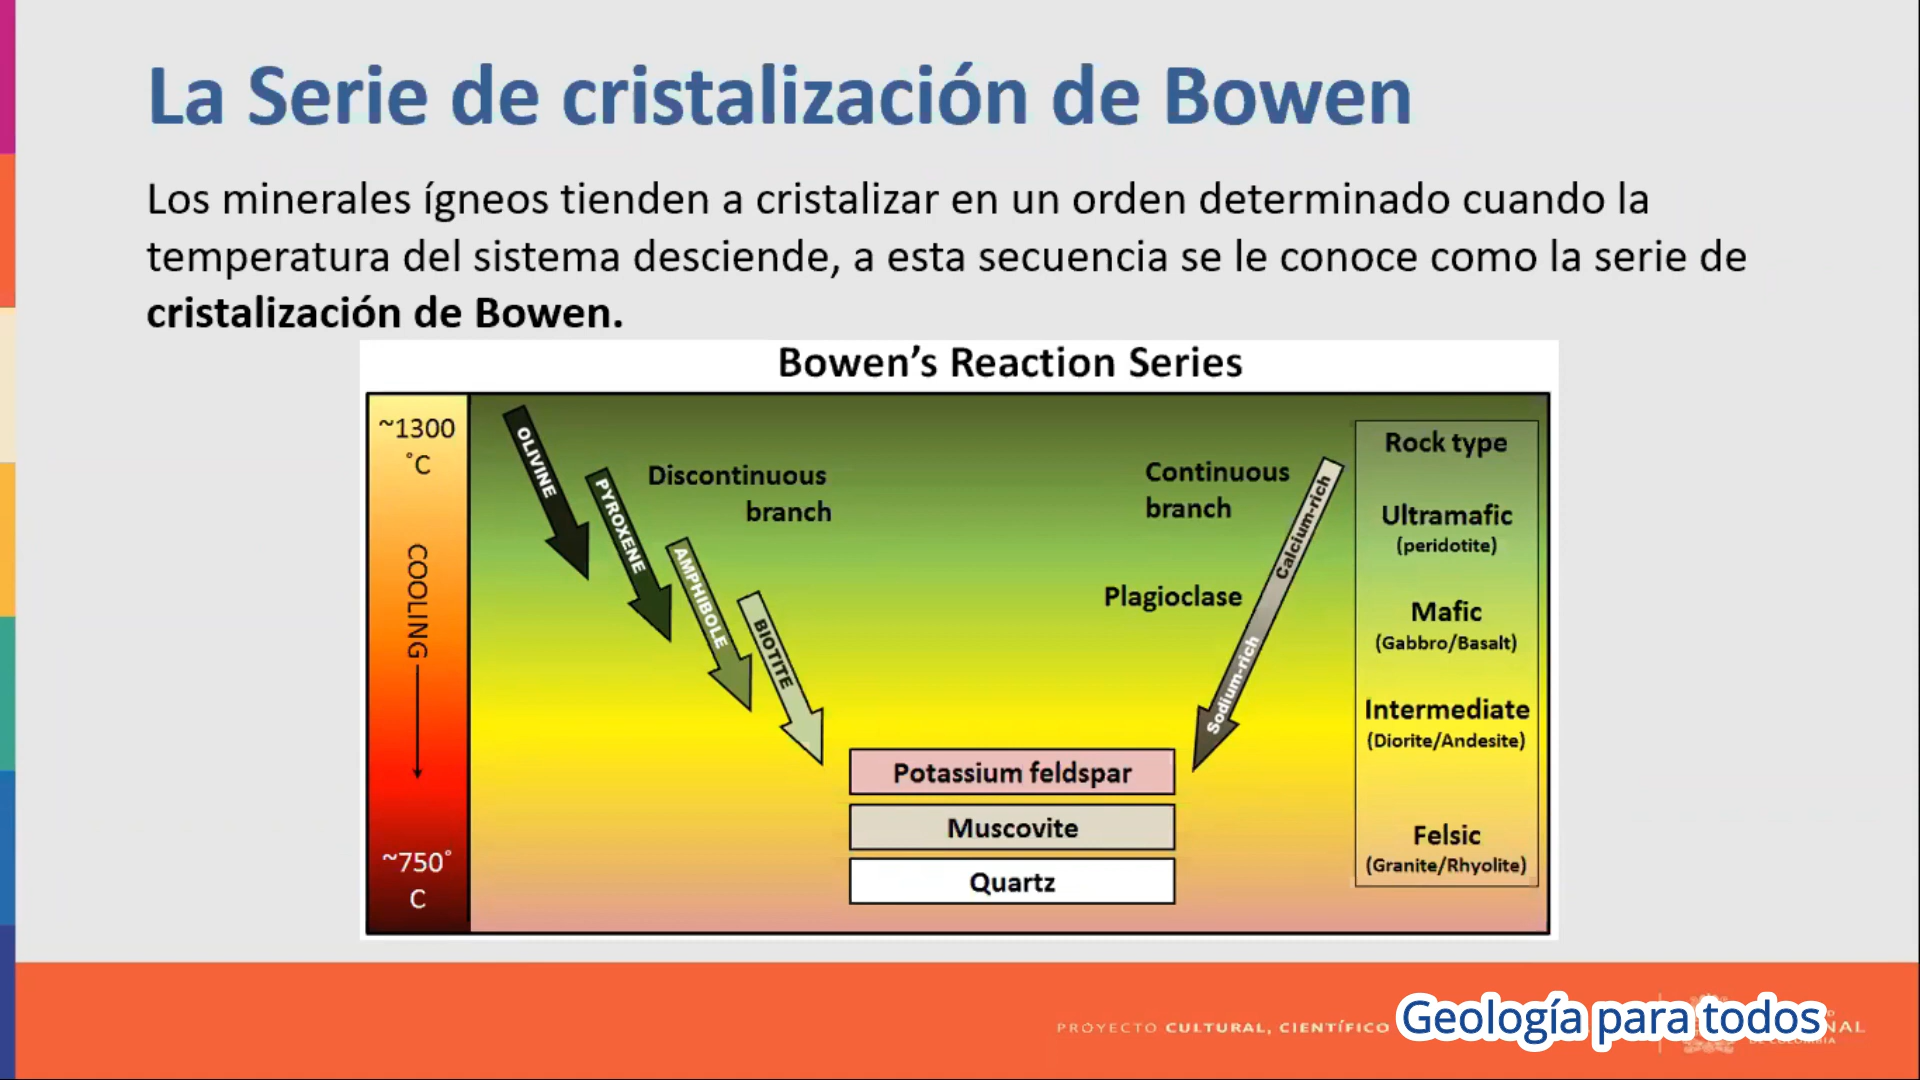 La Serie de cristalización de Bowen
Los minerales ígneos tienden a cristalizar en un orden determinado cuando la
temperatura del sistema desciende, a esta secuencia se le conoce como la serie de
cristalización de Bowen.
Bowen's Reaction Series
~1300
°C
COOLING
~750°
C
OLIVINE
PYROXENE
AMPHIBOLE
BIOTITE
Discontinuous
branch
Continuous
branch
Plagioclase
Calcium-rich
Sodium-rich
Potassium feldspar
Muscovite
Quartz
Rock type
Ultramafic
(peridotite)
Mafic
(Gabbro/Basalt)
Intermediate
(Diorite/Andesite)
Felsic
(Granite/Rhyolite)
PROYECTO CULTURAL, CIENTÍFICO
Geología para todos
DE COLOMBIA